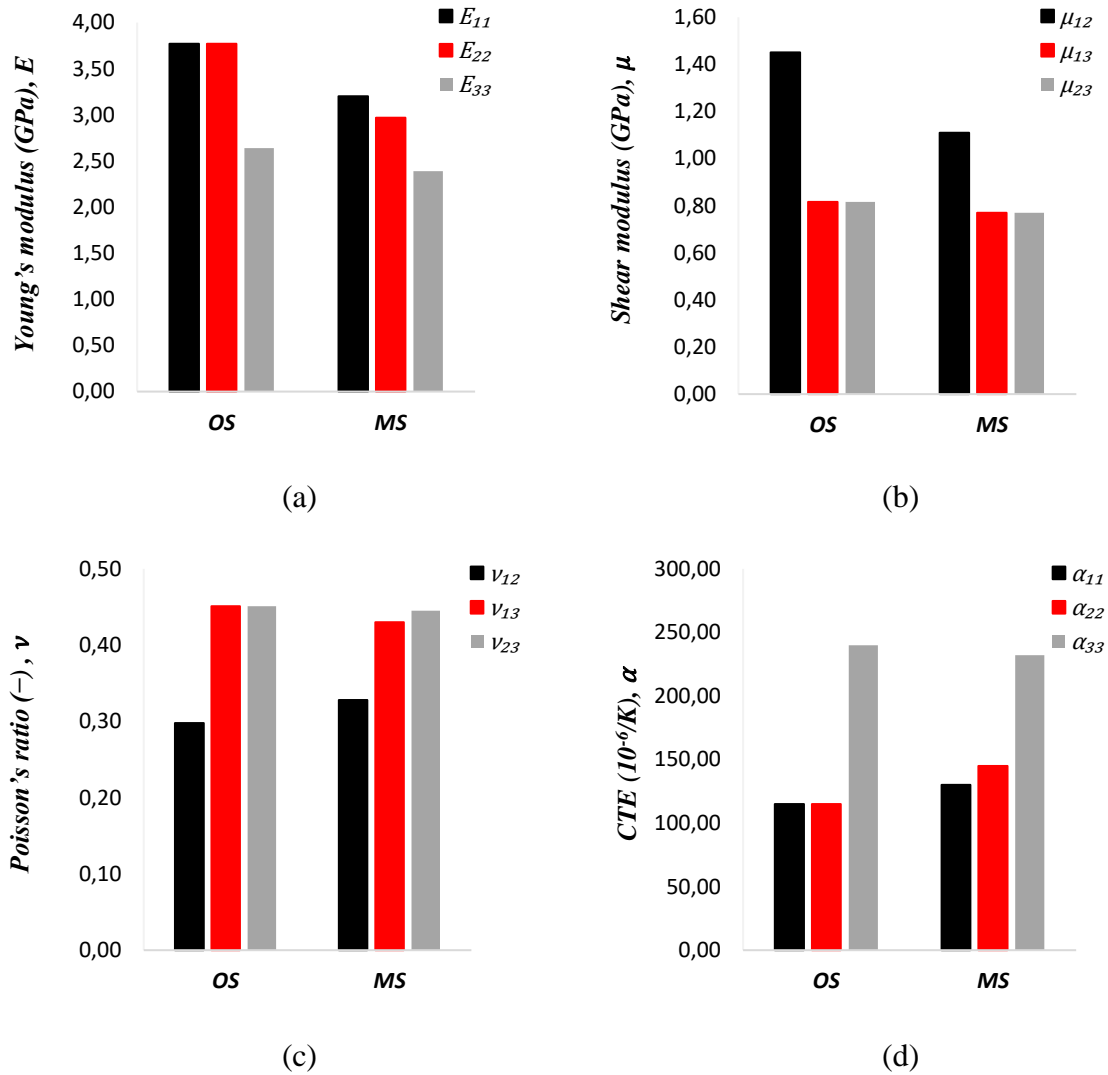 Young's modulus (GPa), E
4,00
3,50
3,00
2,50
2,00
1,50
1,00
0,50
0,00
E11
E22
E33
OS MS
(a)
Shear modulus (GPa), μ
1,60
1,40
1,20
1,00
0,80
0,60
0,40
0,20
0,00
μ12
μ13
μ23
OS MS
(b)
Poisson's ratio (−), ν
0,50
0,40
0,30
0,20
0,10
0,00
ν12
ν13
ν23
OS MS
(c)
CTE (10-6/K), α
300,00
250,00
200,00
150,00
100,00
50,00
0,00
α11
α22
α33
OS MS
(d)